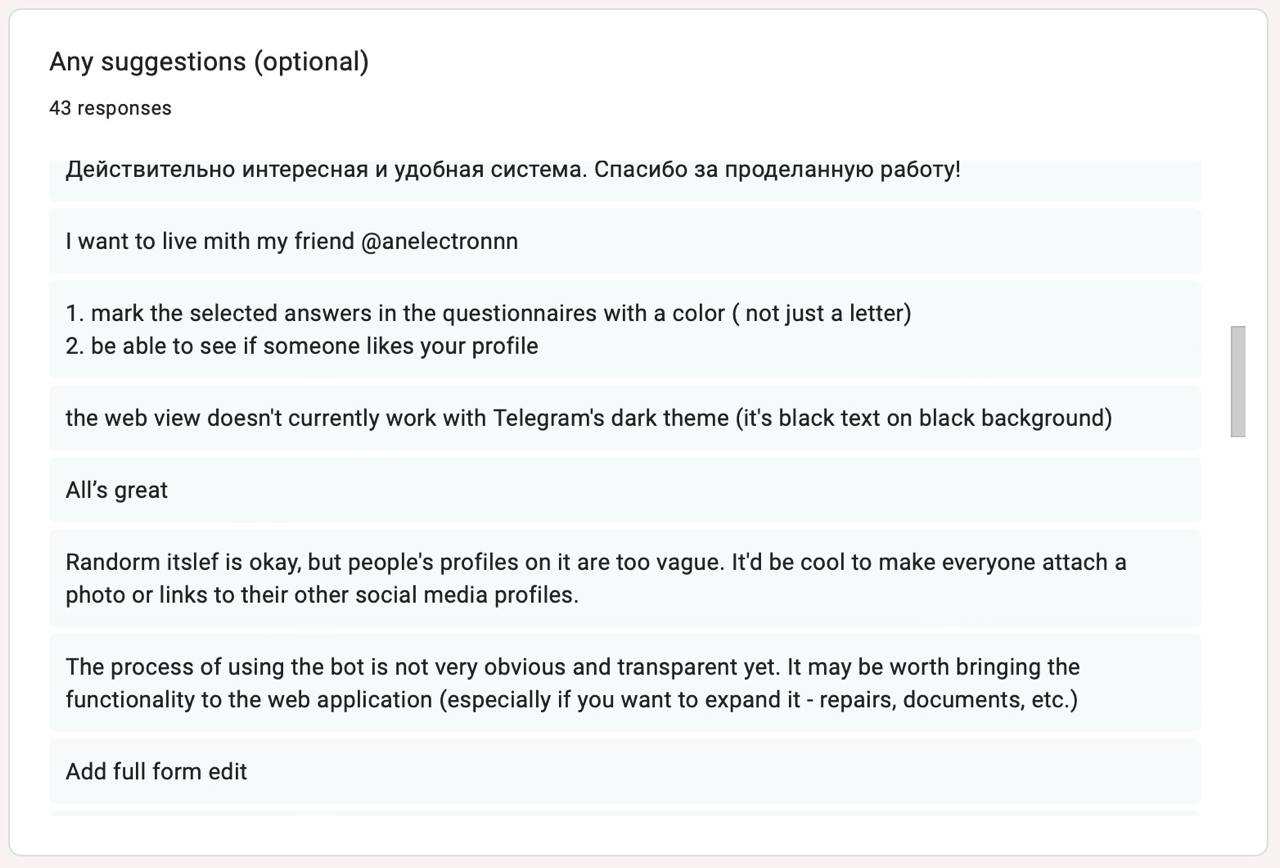 Any suggestions (optional)
43 responses
Действительно интересная и удобная система. Спасибо за проделанную работу!
I want to live mith my friend @anelectronnn
1. mark the selected answers in the questionnaires with a color ( not just a letter)
2. be able to see if someone likes your profile
the web view doesn't currently work with Telegram's dark theme (it's black text on black background)
All’s great
Randorm itslef is okay, but people's profiles on it are too vague. It'd be cool to make everyone attach a
photo or links to their other social media profiles.
The process of using the bot is not very obvious and transparent yet. It may be worth bringing the
functionality to the web application (especially if you want to expand it - repairs, documents, etc.)
Add full form edit